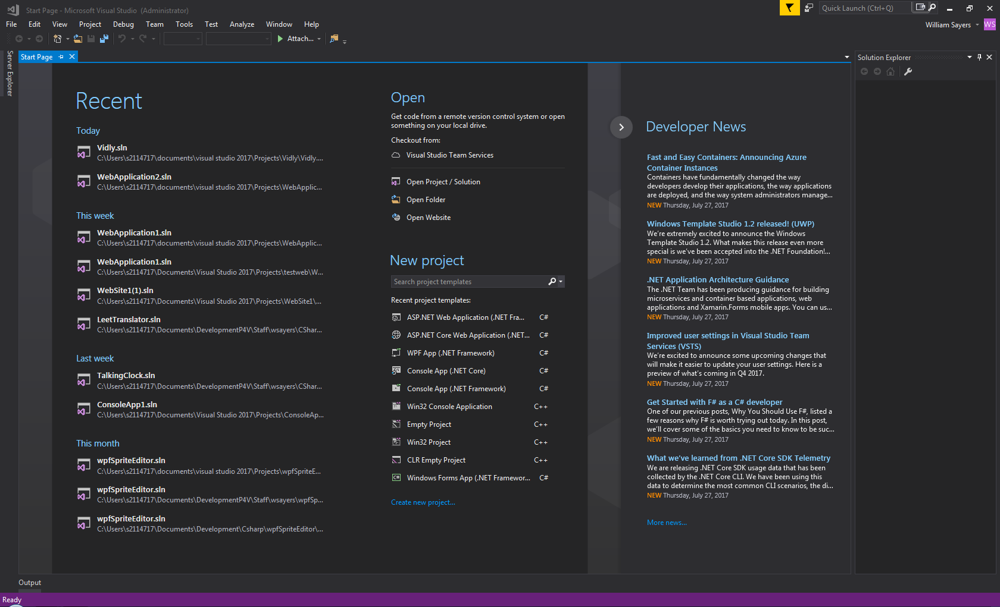 Start Page - Microsoft Visual Studio (Administrator)
Quick Launch (Ctrl+Q)
File Edit View Project Debug Team Tools Test Analyze Window Help
William Sayers WS
Attach...
Server Explorer
Start Page
Solution Explorer
Recent
Today
Vidly.sln
C:\Users\s2114717\documents\visual studio 2017\Projects\Vidly\Vidly....
WebApplication2.sln
C:\Users\s2114717\documents\visual studio 2017\Projects\WebApplic...
This week
WebApplication1.sln
C:\Users\s2114717\documents\visual studio 2017\Projects\WebApplic...
WebApplication1.sln
C:\Users\s2114717\Documents\Visual Studio 2017\Projects\testweb\W...
WebSite1(1).sln
C:\Users\s2114717\Documents\Visual Studio 2017\Projects\WebSite1\...
LeetTranslator.sln
C:\Users\s2114717\Documents\DevelopmentP4V\Staff\wsayers\CShar...
Last week
TalkingClock.sln
C:\Users\s2114717\Documents\DevelopmentP4V\Staff\wsayers\CShar...
ConsoleApp1.sln
C:\Users\s2114717\Documents\Visual Studio 2017\Projects\ConsoleAp...
This month
wpfSpriteEditor.sln
C:\Users\s2114717\documents\visual studio 2017\Projects\wpfSpriteE...
wpfSpriteEditor.sln
C:\Users\s2114717\Documents\DevelopmentP4V\Staff\wsayers\wpfSp...
wpfSpriteEditor.sln
C:\Users\s2114717\Documents\Development\Csharp\wpfSpriteEditor\...
Open
Get code from a remote version control system or open
something on your local drive.
Checkout from:
Visual Studio Team Services
Open Project / Solution
Open Folder
Open Website
New project
Search project templates
Recent project templates:
ASP.NET Web Application (.NET Fra... C#
ASP.NET Core Web Application (.NET... C#
WPF App (.NET Framework) C#
Console App (.NET Core) C#
Console App (.NET Framework) C#
Win32 Console Application C++
Empty Project C++
Win32 Project C++
CLR Empty Project C++
Windows Forms App (.NET Framewor... C#
Create new project...
Developer News
Fast and Easy Containers: Announcing Azure
Container Instances
Containers have fundamentally changed the way
developers develop their applications, the way applications
are deployed, and the way system administrators manage...
NEW Thursday, July 27, 2017
Windows Template Studio 1.2 released! (UWP)
We're extremely excited to announce the Windows
Template Studio 1.2. What makes this release even more
special is we've been accepted into the .NET Foundation!...
NEW Thursday, July 27, 2017
.NET Application Architecture Guidance
The .NET Team has been producing guidance for building
microservices and container based applications, web
applications and Xamarin.Forms mobile apps. You can us...
NEW Thursday, July 27, 2017
Improved user settings in Visual Studio Team
Services (VSTS)
We're excited to announce some upcoming changes that
will make it easier to update your user settings. Here is a
preview of what's coming in Q4 2017.
NEW Thursday, July 27, 2017
Get Started with F# as a C# developer
One of our previous posts, Why You Should Use F#, listed a
few reasons why F# is worth trying out today. In this post,
we'll cover some of the basics you need to know to be suc...
NEW Thursday, July 27, 2017
What we've learned from .NET Core SDK Telemetry
We are releasing .NET Core SDK usage data that has been
collected by the .NET Core CLI. We have been using this
data to determine the most common CLI scenarios, the di...
NEW Thursday, July 27, 2017
More news...
Output
Ready